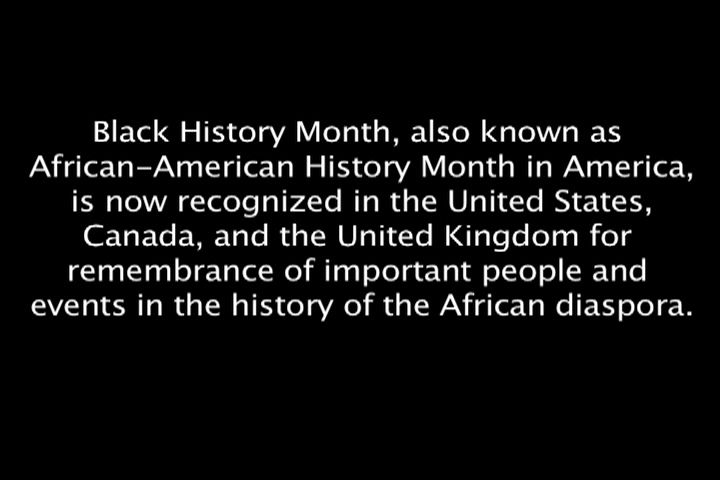 Black History Month, also known as
African-American History Month in America,
is now recognized in the United States,
Canada, and the United Kingdom for
remembrance of important people and
events in the history of the African diaspora.